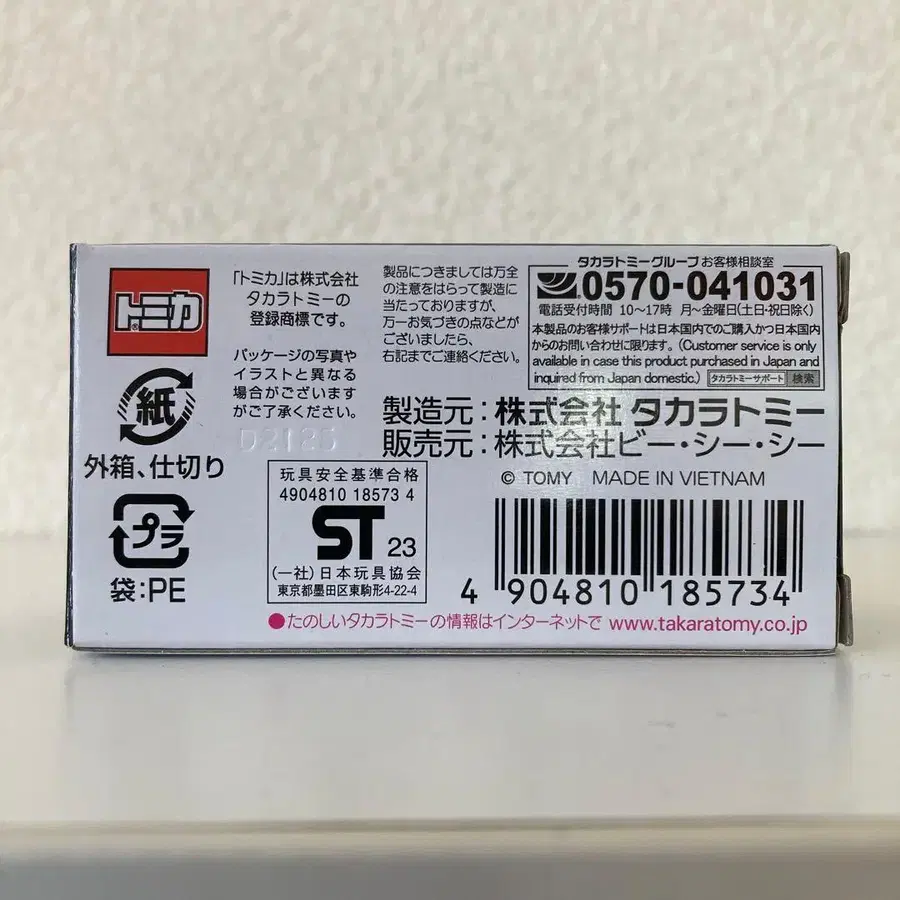 トミカ®
「トミカ」は株式会社
タカラトミーの
登録商標です。
パッケージの写真や
イラストと異なる
場合がございます
がご了承ください。
製品につきましては万全
の注意をはらって製造に
当たっておりますが、
万一お気づきの点などが
ございましたら、
右記までご連絡ください。
タカラトミーグループお客様相談室
0570-041031
電話受付時間 10〜17時 月〜金曜日(土日・祝日除く)
本製品のお客様サポートは日本国内でのご購入かつ日本国内
からのお問い合わせに限ります。(Customer service is only
available in case this product purchased in Japan and
inquired from Japan domestic.) タカラトミーサポート 検索
紙
外箱、仕切り
プラ
袋:PE
製造元:株式会社 タカラトミー
販売元:株式会社ビー・シー・シー
© TOMY MADE IN VIETNAM
玩具安全基準合格
4904810 18573 4
ST 23
(一社)日本玩具協会
東京都墨田区東駒形4-22-4
4 904810 185734
●たのしいタカラトミーの情報はインターネットで www.takaratomy.co.jp